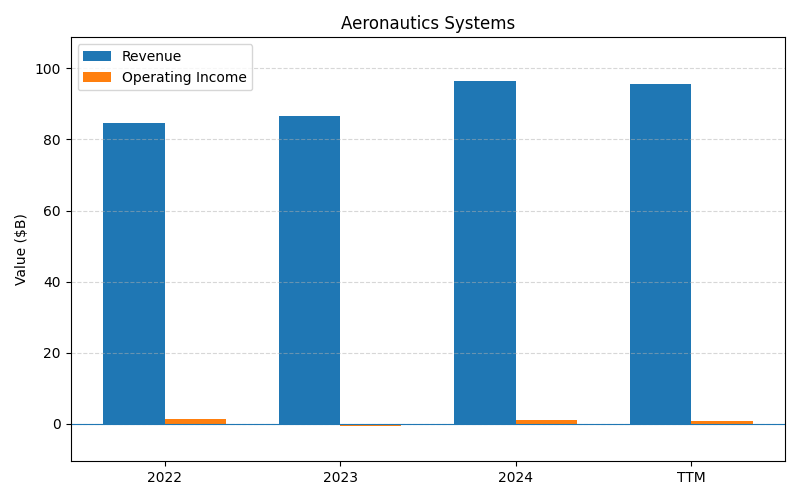 Aeronautics Systems
Revenue
Operating Income
Value ($B)
100
80
60
40
20
0
2022
2023
2024
TTM